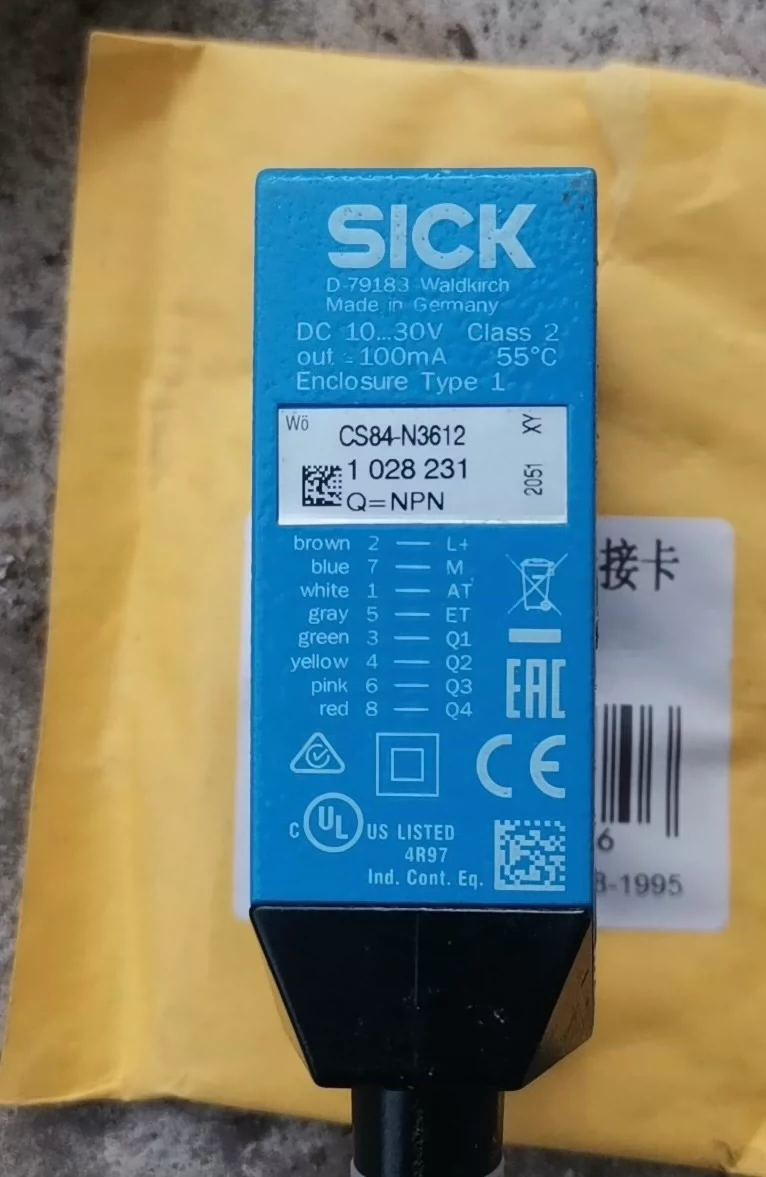 SICK
D-79183 Waldkirch
Made in Germany
DC 10...30V Class 2
out ≤100mA 55°C
Enclosure Type 1
Wö
CS84-N3612
XY
1 028 231
2051
Q=NPN
brown 2 — L+
blue 7 — M
white 1 — AT
gray 5 — ET
green 3 — Q1
yellow 4 — Q2
pink 6 — Q3
red 8 — Q4
EAC
CE
C UL US LISTED
4R97
Ind. Cont. Eq.
接卡
6
-1995